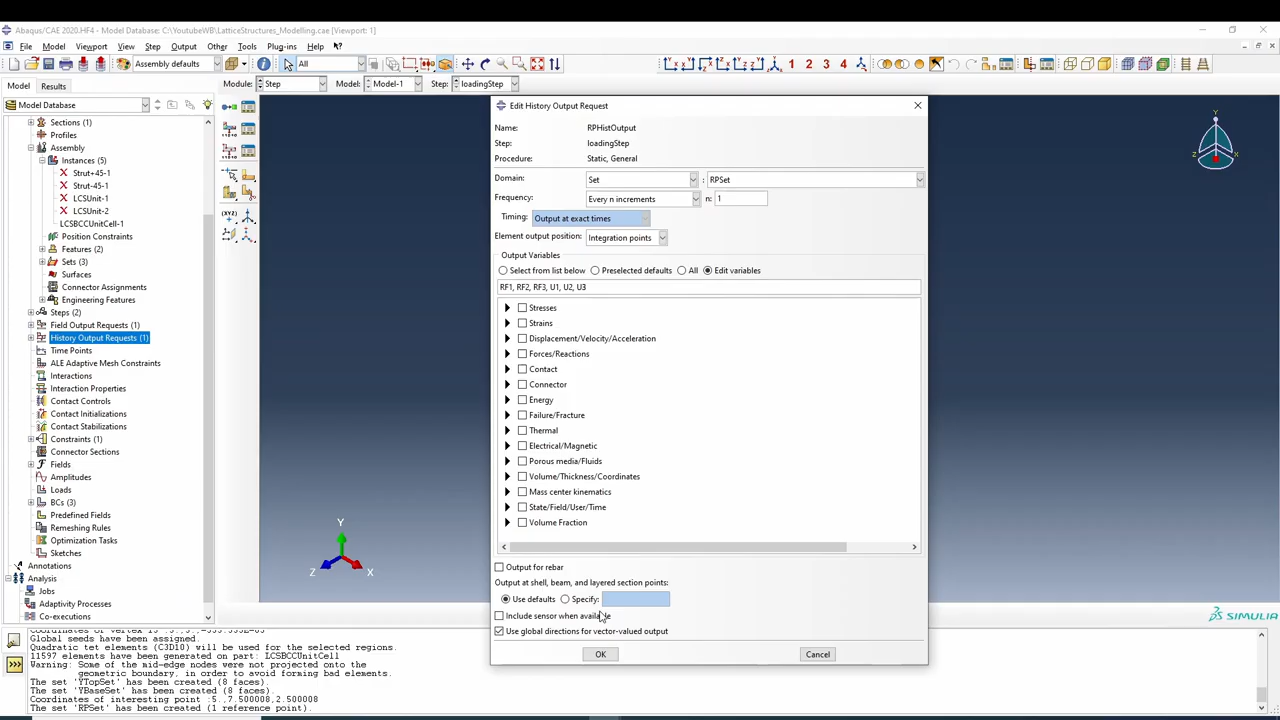 Abaqus/CAE 2020.HF4 - Model Database: C:\YoutubeWB\LatticeStructures_Modelling.cae [Viewport: 1]
File Model Viewport View Step Output Other Tools Plug-ins Help
All Assembly defaults 1 2 3 4
Model Results Module: Step Model: Model-1 Step: loadingStep
Model Database
Sections (1)
Profiles
Assembly
Instances (5)
Strut+45-1
Strut-45-1
LCSUnit-1
LCSUnit-2
LCSBCCUnitCell-1
Position Constraints
Features (2)
Sets (3)
Surfaces
Connector Assignments
Engineering Features
Steps (2)
Field Output Requests (1)
History Output Requests (1)
Time Points
ALE Adaptive Mesh Constraints
Interactions
Interaction Properties
Contact Controls
Contact Initializations
Contact Stabilizations
Constraints (1)
Connector Sections
Fields
Amplitudes
Loads
BCs (3)
Predefined Fields
Remeshing Rules
Optimization Tasks
Sketches
Annotations
Analysis
Jobs
Adaptivity Processes
Co-executions
(XYZ)
Edit History Output Request
Name: RPHistOutput
Step: loadingStep
Procedure: Static, General
Domain: Set : RPSet
Frequency: Every n increments n: 1
Timing: Output at exact times
Element output position: Integration points
Output Variables
Select from list below Preselected defaults All Edit variables
RF1, RF2, RF3, U1, U2, U3
Stresses
Strains
Displacement/Velocity/Acceleration
Forces/Reactions
Contact
Connector
Energy
Failure/Fracture
Thermal
Electrical/Magnetic
Porous media/Fluids
Volume/Thickness/Coordinates
Mass center kinematics
State/Field/User/Time
Volume Fraction
Output for rebar
Output at shell, beam, and layered section points:
Use defaults Specify:
Include sensor when available
Use global directions for vector-valued output
OK Cancel
Y
Z X
Y
Z X
SIMULIA
Global seeds have been assigned.
Quadratic tet elements (C3D10) will be used for the selected regions.
11597 elements have been generated on part: LCSBCCUnitCell
Warning: Some of the mid-edge nodes were not projected onto the
geometric boundary, in order to avoid forming bad elements.
The set 'YTopSet' has been created (8 faces).
The set 'YBaseSet' has been created (8 faces).
Coordinates of interesting point :5.,7.500008,2.500008
The set 'RPSet' has been created (1 reference point).